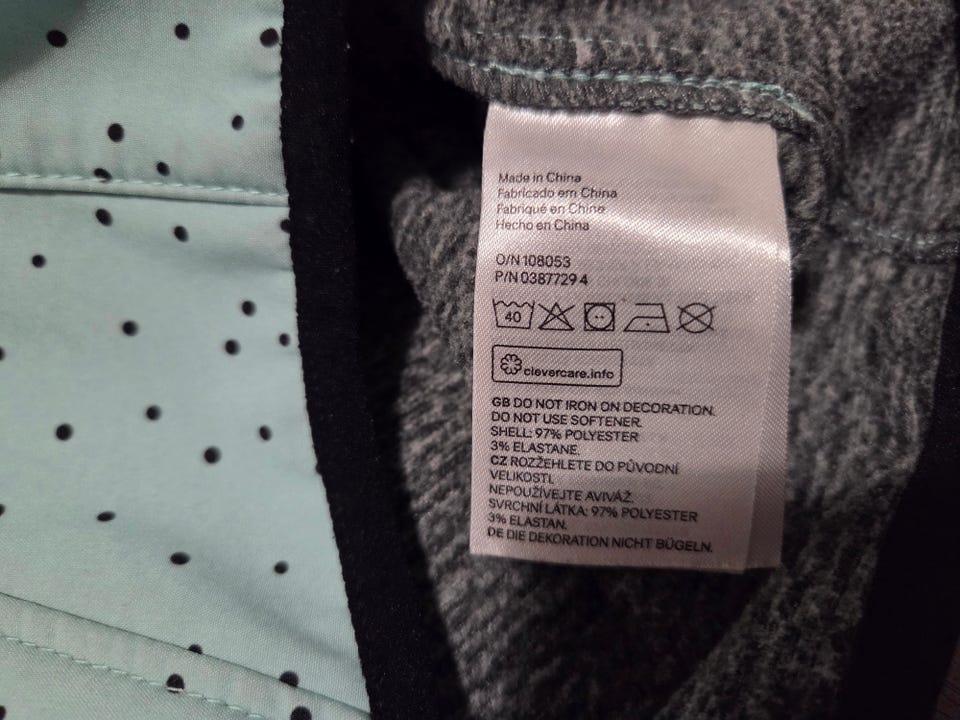 Made in China
Fabricado em China
Fabriqué en Chine
Hecho en China
O/N 108053
P/N 0387729 4
40
clevercare.info
GB DO NOT IRON ON DECORATION.
DO NOT USE SOFTENER.
SHELL: 97% POLYESTER
3% ELASTANE.
CZ ROZŽEHLETE DO PŮVODNÍ
VELIKOSTI.
NEPOUŽÍVEJTE AVIVÁŽ.
SVRCHNÍ LÁTKA: 97% POLYESTER
3% ELASTAN.
DE DIE DEKORATION NICHT BÜGELN.